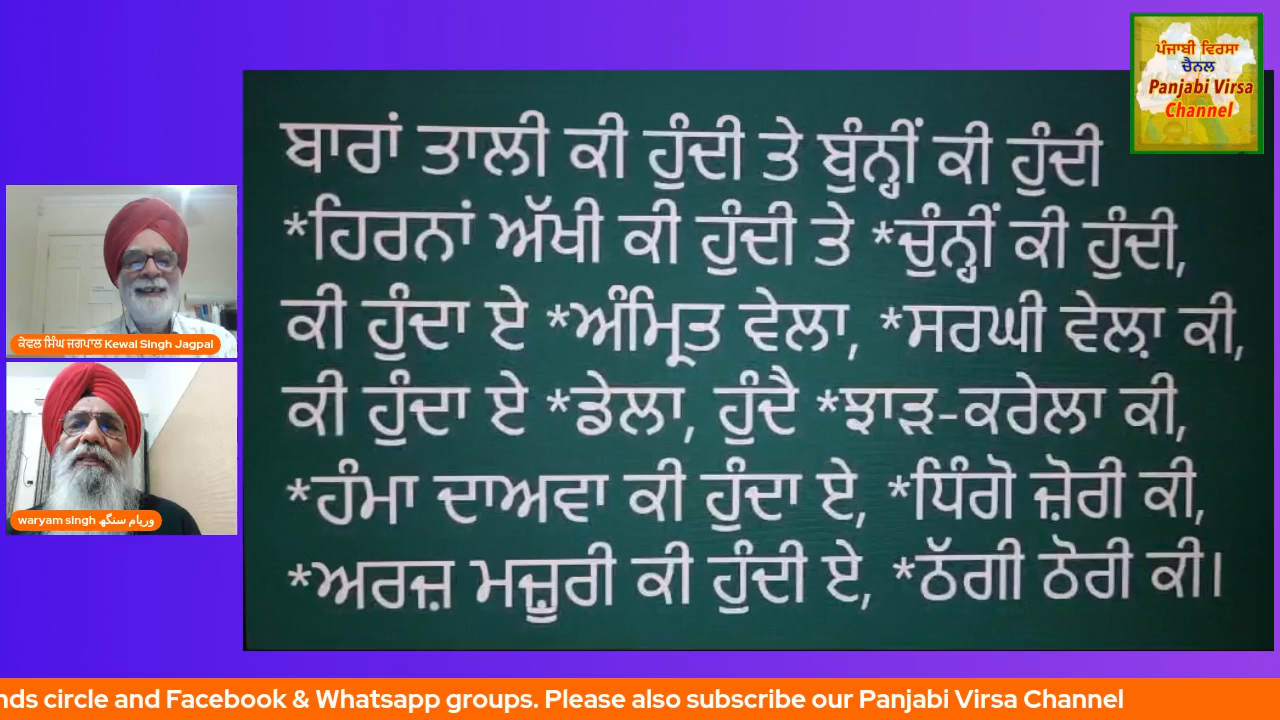 ਪੰਜਾਬੀ ਵਿਰਸਾ
ਚੈਨਲ
Panjabi Virsa
Channel
ਬਾਰਾਂ ਤਾਲੀ ਕੀ ਹੁੰਦੀ ਤੇ ਬੁੰਨ੍ਹੀਂ ਕੀ ਹੁੰਦੀ
*ਹਿਰਨਾਂ ਅੱਖੀ ਕੀ ਹੁੰਦੀ ਤੇ *ਚੁੰਨ੍ਹੀਂ ਕੀ ਹੁੰਦੀ,
ਕੀ ਹੁੰਦਾ ਏ *ਅੰਮ੍ਰਿਤ ਵੇਲਾ, *ਸਰਘੀ ਵੇਲਾ਼ ਕੀ,
ਕੀ ਹੁੰਦਾ ਏ *ਡੇਲਾ, ਹੁੰਦੈ *ਝਾੜ-ਕਰੇਲਾ ਕੀ,
*ਹੰਮਾ ਦਾਅਵਾ ਕੀ ਹੁੰਦਾ ਏ, *ਧਿੰਗੋ ਜ਼ੋਰੀ ਕੀ,
*ਅਰਜ਼ ਮਜ਼ੂਰੀ ਕੀ ਹੁੰਦੀ ਏ, *ਠੱਗੀ ਠੋਰੀ ਕੀ।
ਕੇਵਲ ਸਿੰਘ ਜਗਪਾਲ Kewal Singh Jagpal
waryam singh وریام سنگھ
nds circle and Facebook & Whatsapp groups. Please also subscribe our Panjabi Virsa Channel